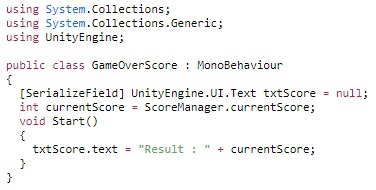 using System.Collections;
using System.Collections.Generic;
using UnityEngine;
public class GameOverScore : MonoBehaviour
{
[SerializeField] UnityEngine.UI.Text txtScore = null;
int currentScore = ScoreManager.currentScore;
void Start()
{
txtScore.text = "Result : " + currentScore;
}
}